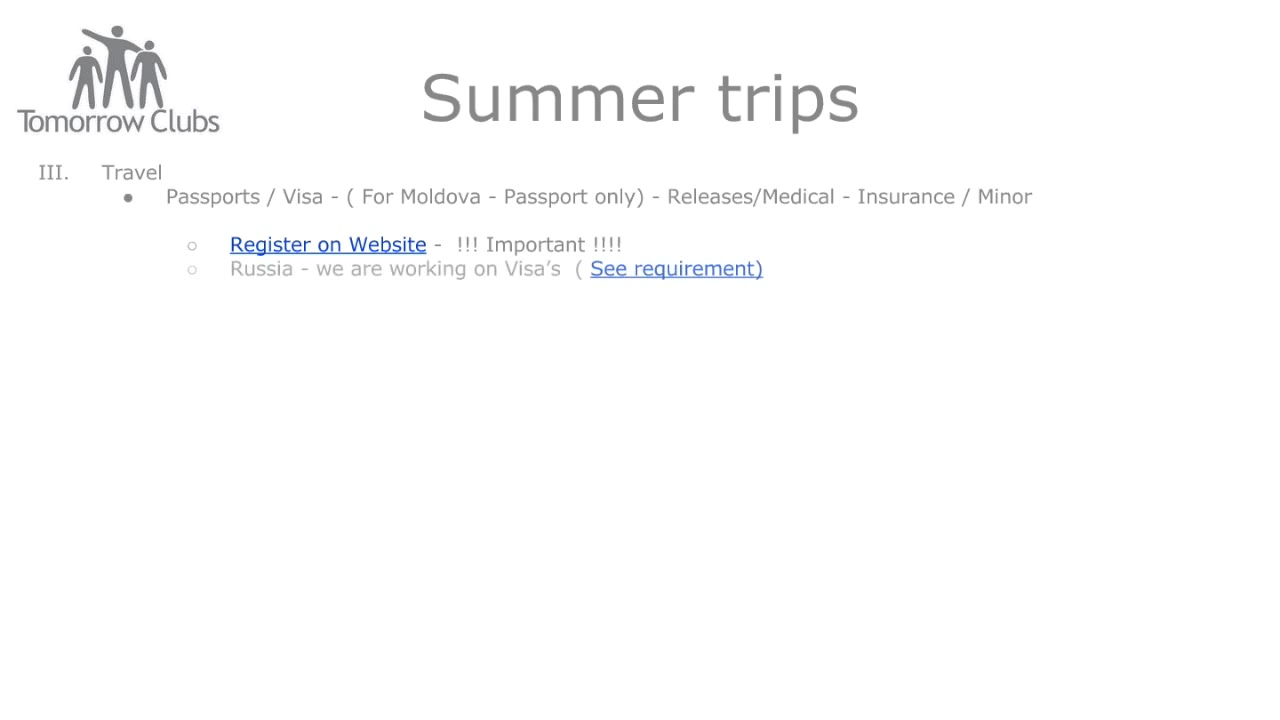 Tomorrow Clubs
Summer trips
III. Travel
● Passports / Visa - ( For Moldova - Passport only) - Releases/Medical - Insurance / Minor
○ Register on Website -  !!! Important !!!!
○ Russia - we are working on Visa’s  ( See requirement)